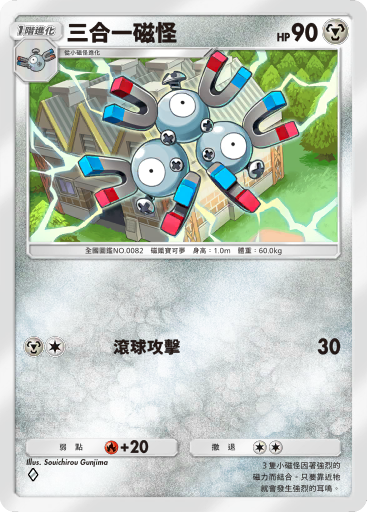 1階進化
三合一磁怪
HP 90
從小磁怪進化
全國圖鑑NO.0082 磁鐵寶可夢 身高：1.0m 體重：60.0kg
滾球攻擊 30
弱點 +20
撤退
Illus. Souichirou Gunjima
3隻小磁怪因著強烈的
磁力而結合。只要靠近牠
就會發生強烈的耳鳴。